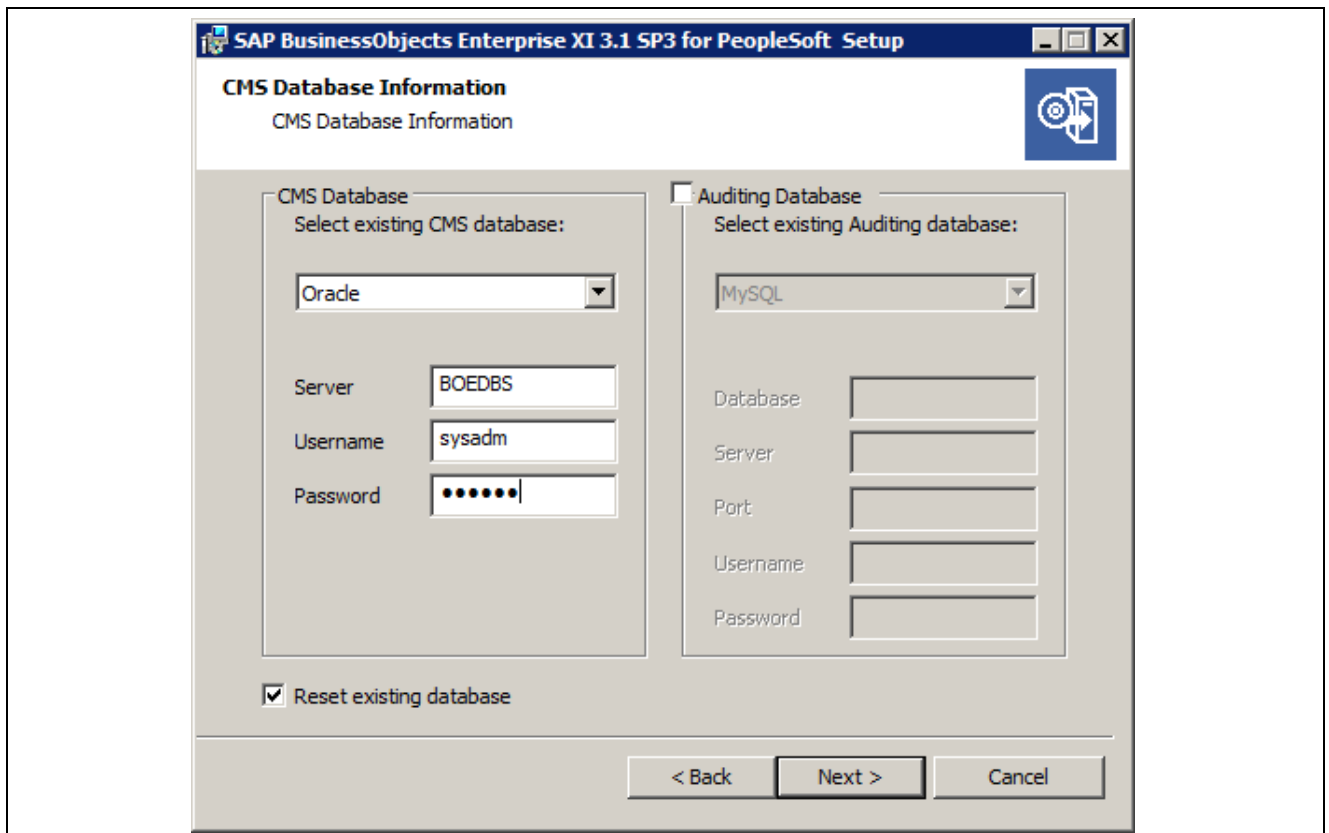 SAP BusinessObjects Enterprise XI 3.1 SP3 for PeopleSoft Setup
CMS Database Information
CMS Database Information
CMS Database
Select existing CMS database:
Oracle
Server
BOEDBS
Username
sysadm
Password
••••••
Auditing Database
Select existing Auditing database:
MySQL
Database
Server
Port
Username
Password
Reset existing database
< Back
Next >
Cancel